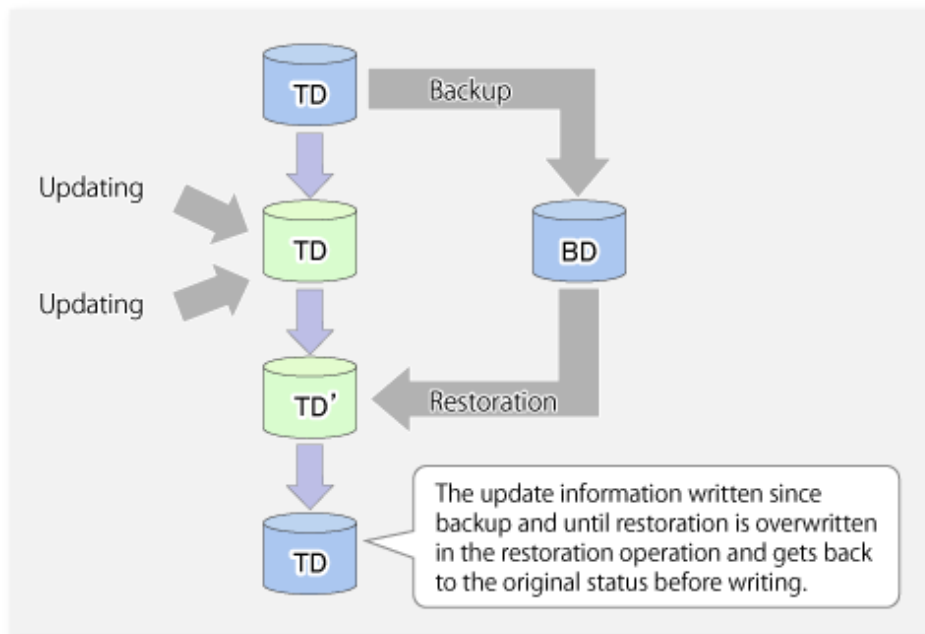 TD
Backup
Updating
TD
BD
Updating
TD'
Restoration
TD
The update information written since
backup and until restoration is overwritten
in the restoration operation and gets back
to the original status before writing.